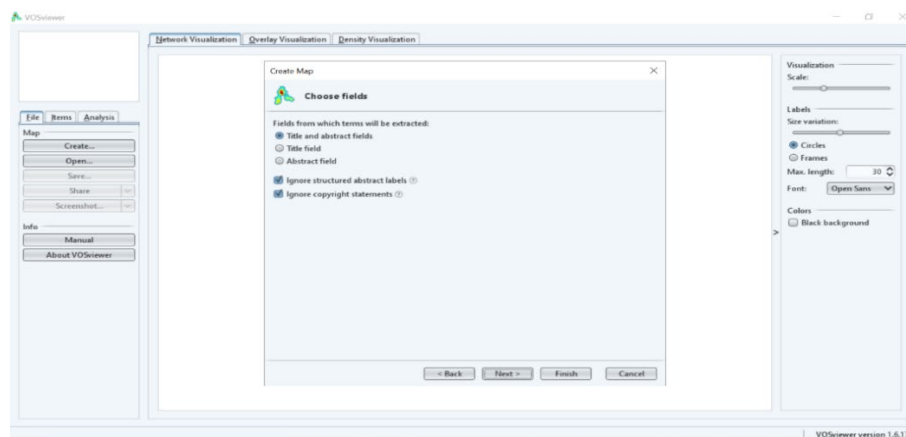 VOSviewer
Network Visualization Overlay Visualization Density Visualization
File Items Analysis
Map
Create...
Open...
Save...
Share
Screenshot...
Info
Manual
About VOSviewer
Create Map
Choose fields
Fields from which terms will be extracted:
Title and abstract fields
Title field
Abstract field
Ignore structured abstract labels
Ignore copyright statements
< Back Next > Finish Cancel
Visualization
Scale:
Labels
Size variation:
Circles
Frames
Max. length: 30
Font: Open Sans
Colors
Black background
>
VOSviewer version